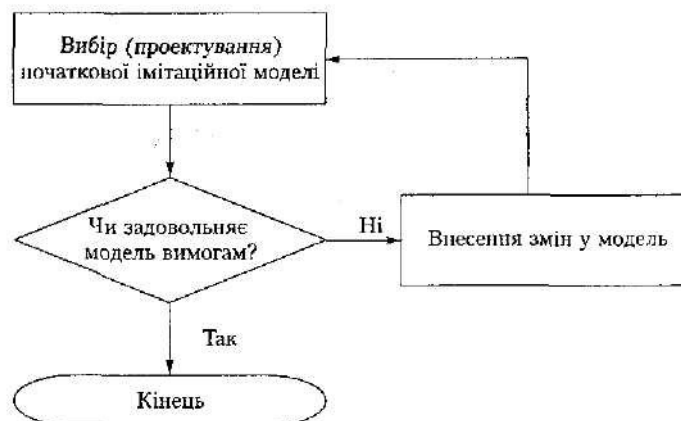 Вибір (проектування)
початкової імітаційної моделі
Чи задовольняє
модель вимогам?
Ні
Внесення змін у модель
Так
Кінець